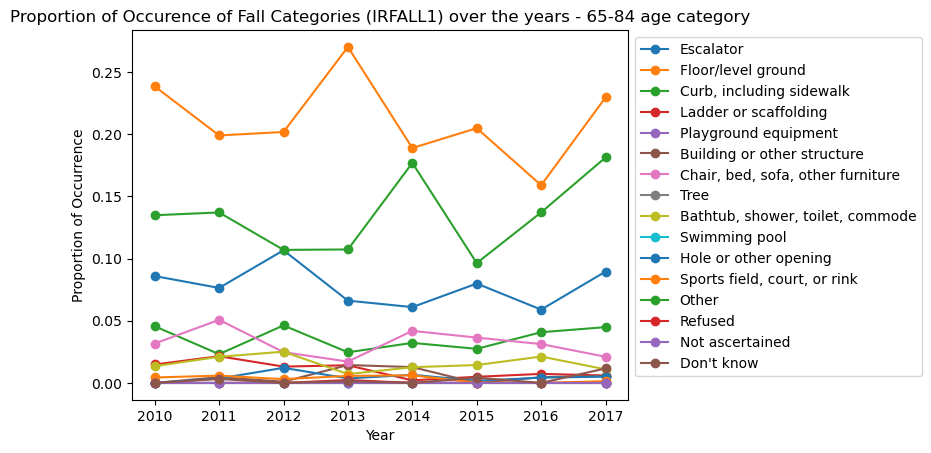 Proportion of Occurence of Fall Categories (IRFALL1) over the years - 65-84 age category
Proportion of Occurrence
0.25
0.20
0.15
0.10
0.05
0.00
2010 2011 2012 2013 2014 2015 2016 2017
Year
Escalator
Floor/level ground
Curb, including sidewalk
Ladder or scaffolding
Playground equipment
Building or other structure
Chair, bed, sofa, other furniture
Tree
Bathtub, shower, toilet, commode
Swimming pool
Hole or other opening
Sports field, court, or rink
Other
Refused
Not ascertained
Don't know